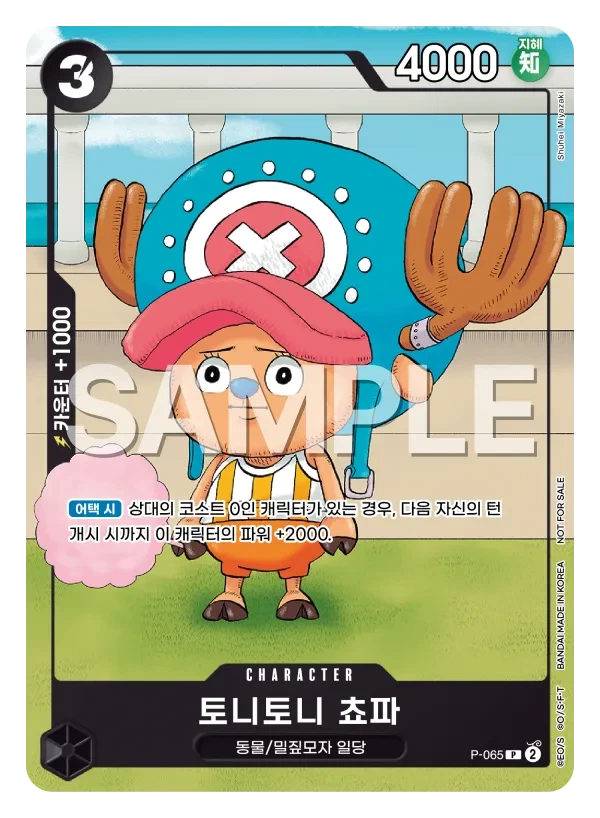 3
4000
지혜
知
Shuhei Miyazaki
카운터 +1000
SAMPLE
어택 시 상대의 코스트 0인 캐릭터가 있는 경우, 다음 자신의 턴
개시 시까지 이 캐릭터의 파워 +2000.
CHARACTER
토니토니 쵸파
동물/밀짚모자 일당
P-065 P 2
©EO/S ©O/S·F·T BANDAI MADE IN KOREA NOT FOR SALE